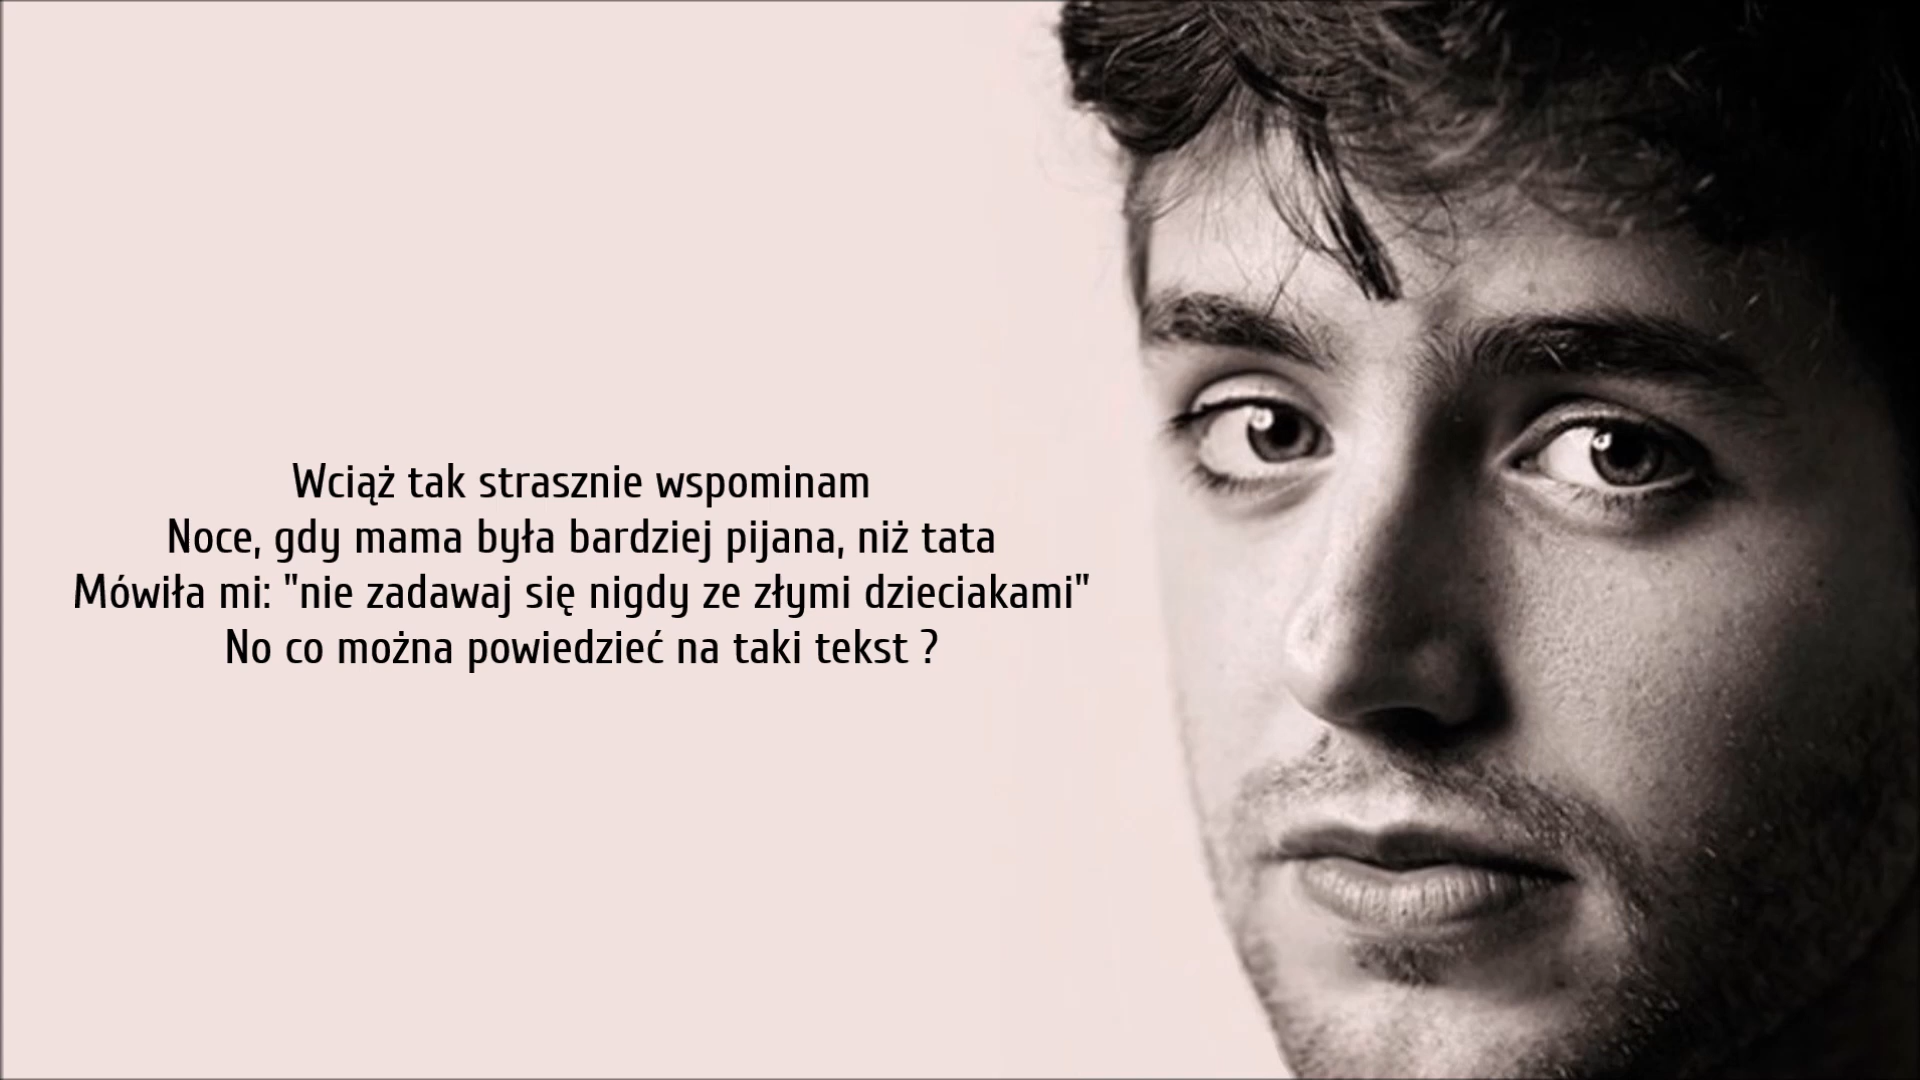 Wciąż tak strasznie wspominam
Noce, gdy mama była bardziej pijana, niż tata
Mówiła mi: "nie zadawaj się nigdy ze złymi dzieciakami"
No co można powiedzieć na taki tekst ?